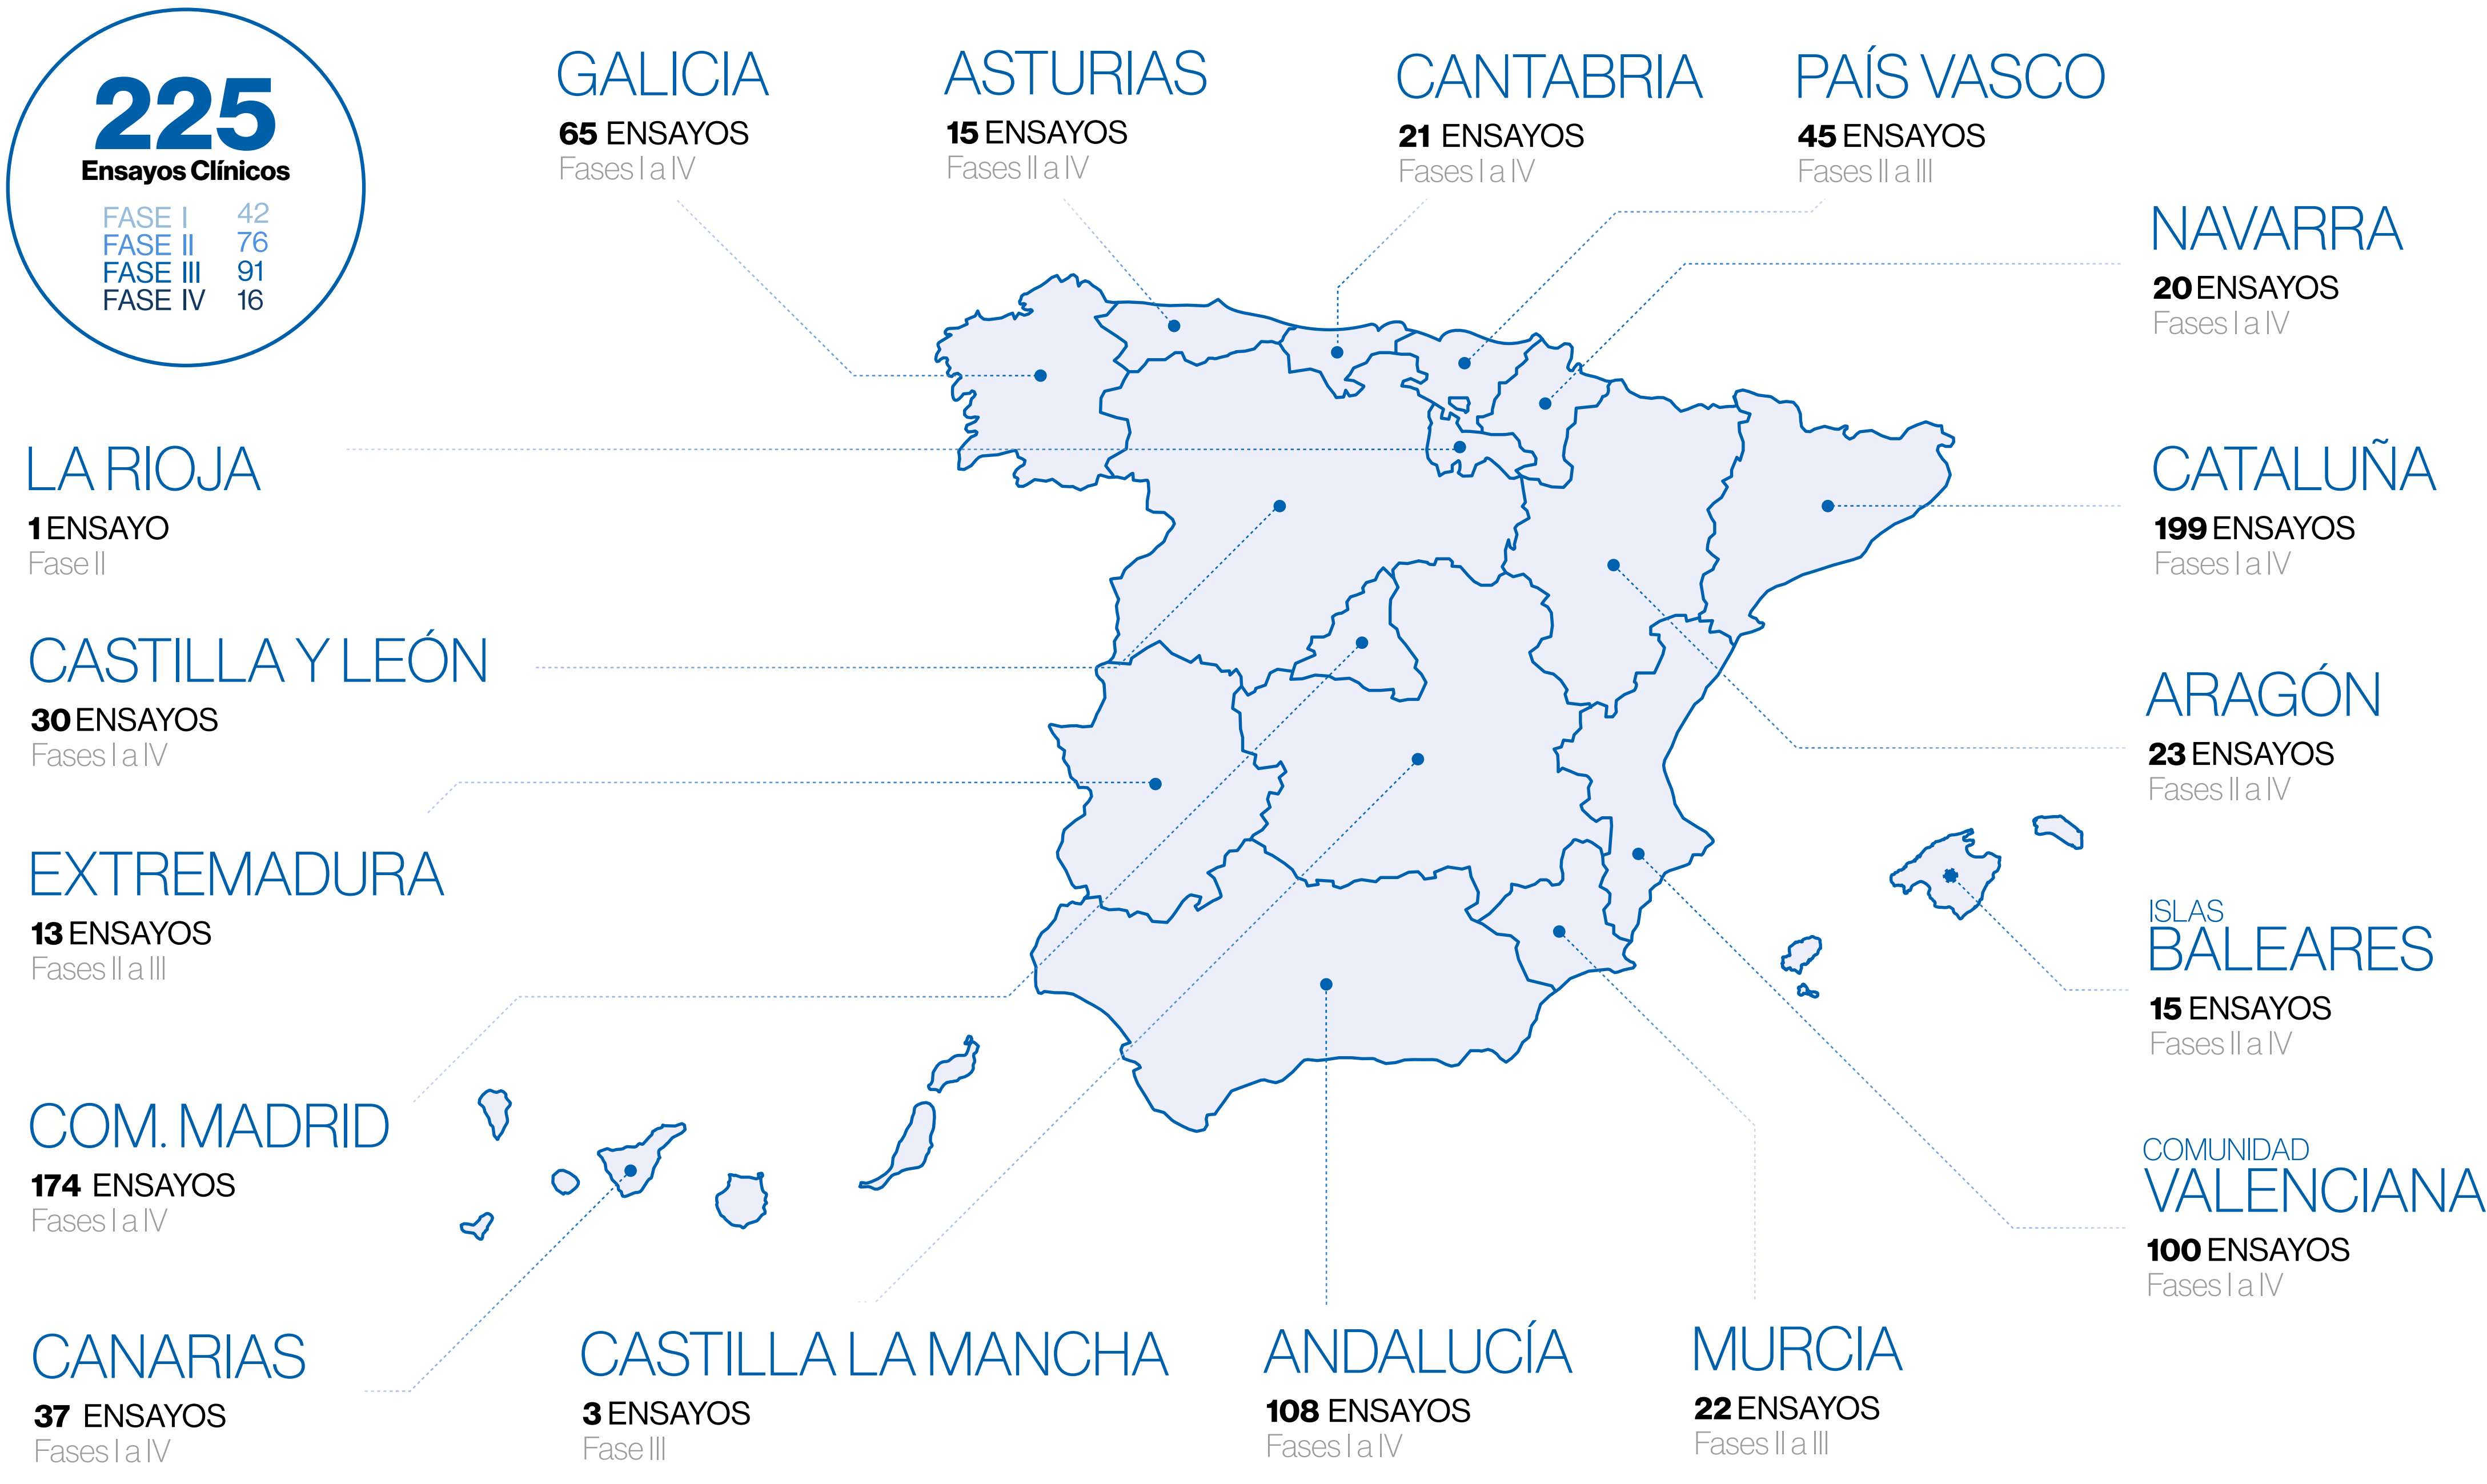 225
Ensayos Clínicos
FASE I 42
FASE II 76
FASE III 91
FASE IV 16
GALICIA
65 ENSAYOS
Fases I a IV
ASTURIAS
15 ENSAYOS
Fases II a IV
CANTABRIA
21 ENSAYOS
Fases I a IV
PAÍS VASCO
45 ENSAYOS
Fases II a III
NAVARRA
20 ENSAYOS
Fases I a IV
LA RIOJA
1 ENSAYO
Fase II
CATALUÑA
199 ENSAYOS
Fases I a IV
CASTILLA Y LEÓN
30 ENSAYOS
Fases I a IV
ARAGÓN
23 ENSAYOS
Fases II a IV
EXTREMADURA
13 ENSAYOS
Fases II a III
ISLAS
BALEARES
15 ENSAYOS
Fases II a IV
COM. MADRID
174 ENSAYOS
Fases I a IV
COMUNIDAD
VALENCIANA
100 ENSAYOS
Fases I a IV
CANARIAS
37 ENSAYOS
Fases I a IV
CASTILLA LA MANCHA
3 ENSAYOS
Fase III
ANDALUCÍA
108 ENSAYOS
Fases I a IV
MURCIA
22 ENSAYOS
Fases II a III